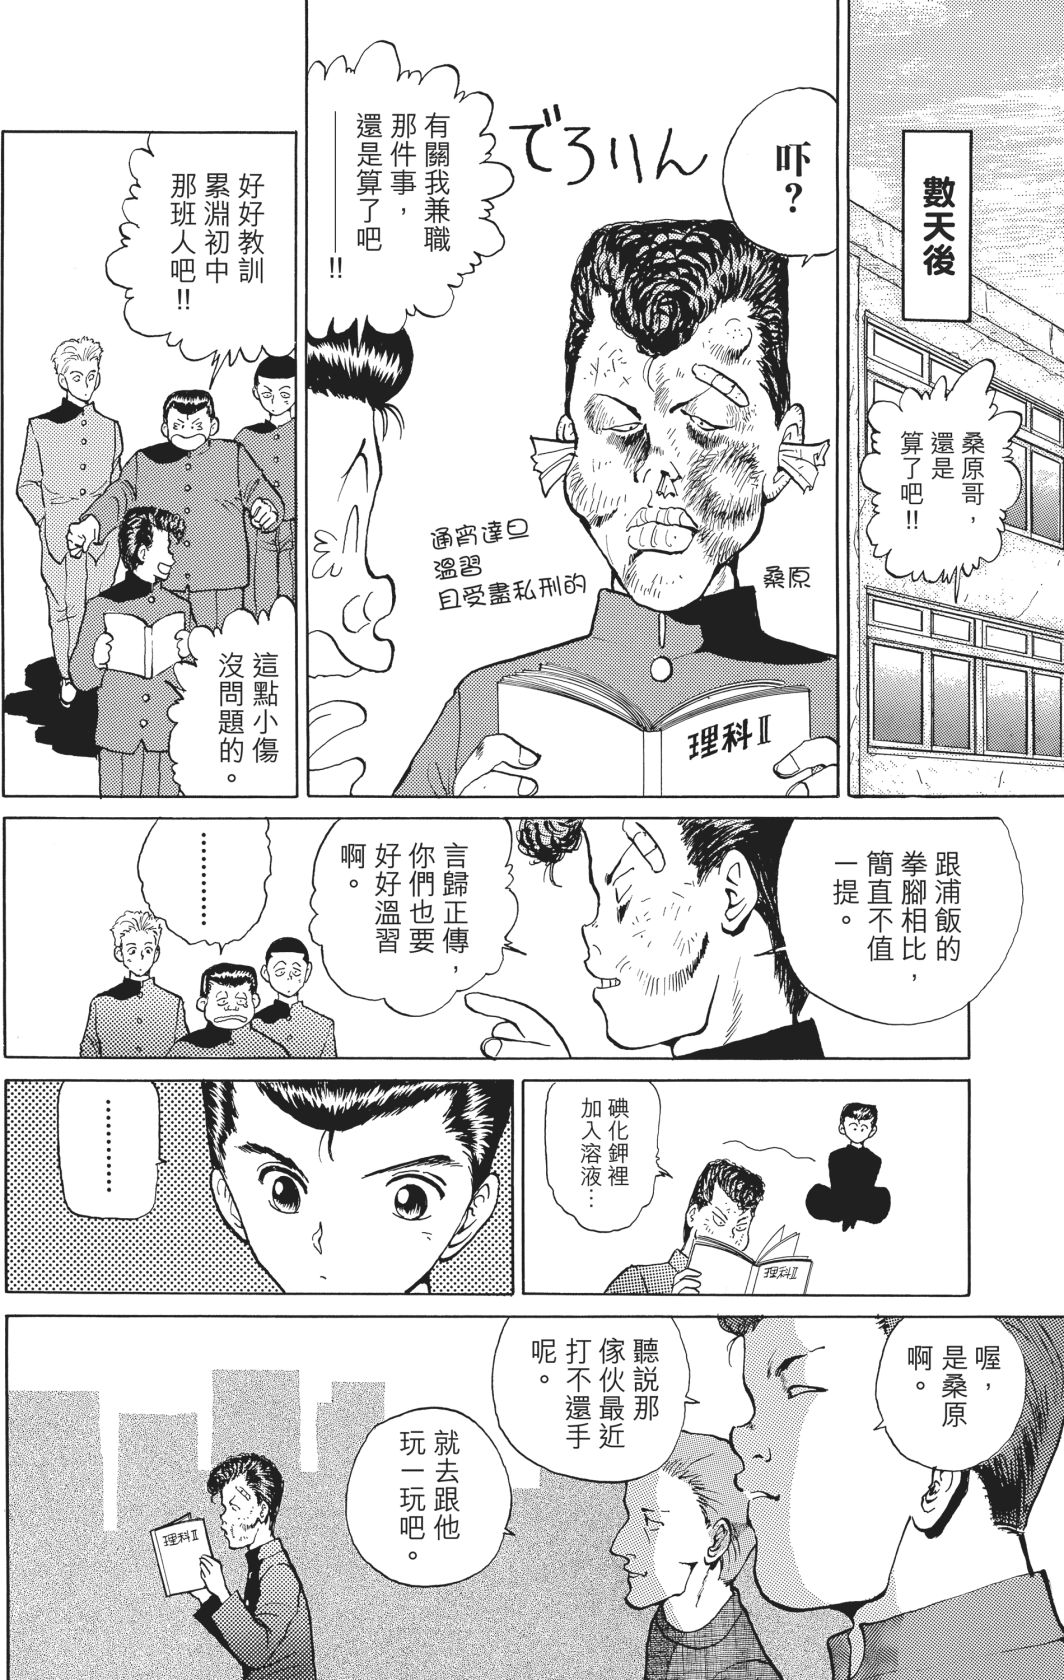 數天後
桑原哥，
還是
算了吧!!
吓？
でろりん
有關我兼職
那件事，
還是算了吧
──!!
桑原
通宵達旦
溫習
且受盡私刑的
理科Ⅱ
好好教訓
累淵初中
那班人吧!!
這點小傷
沒問題的。
跟浦飯的
拳腳相比，
簡直不值
一提。
言歸正傳，
你們也要
好好溫習
啊。
………
碘化鉀裡
加入溶液…
理科Ⅱ
………
喔，
是桑原
啊。
聽説那
傢伙最近
打不還手
呢。
就去跟他
玩一玩吧。
理科Ⅱ